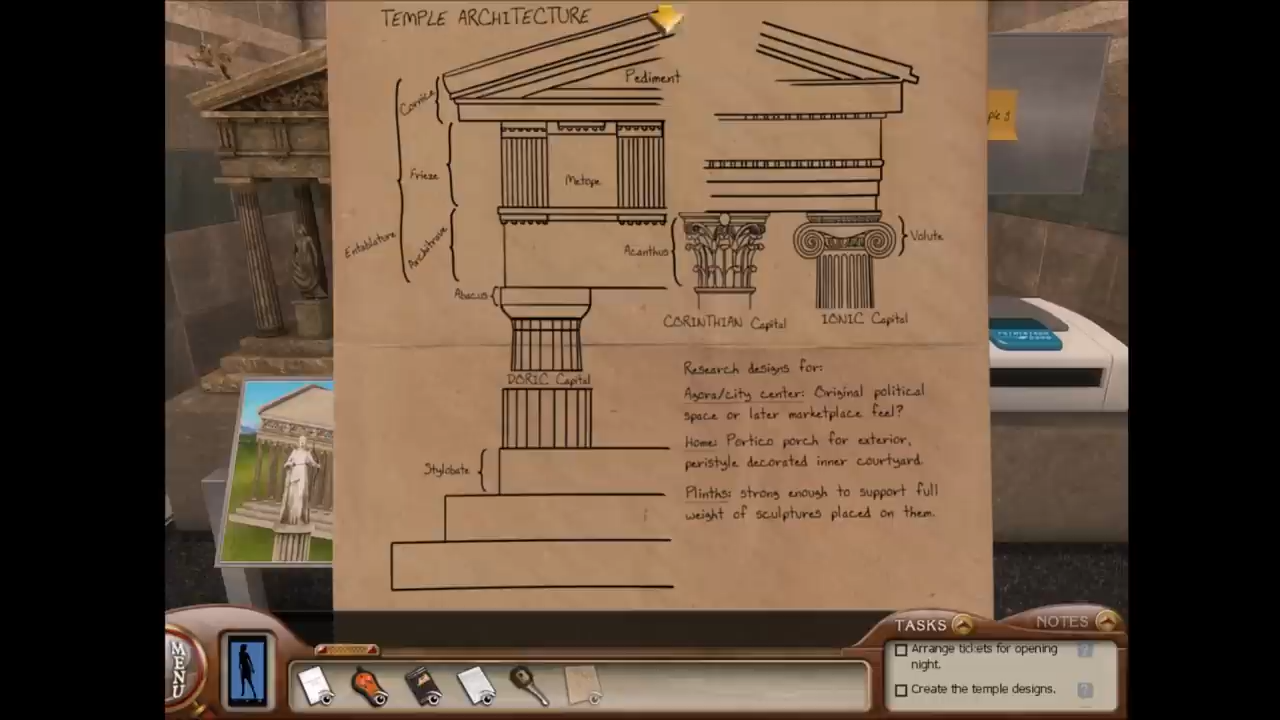 TEMPLE ARCHITECTURE
Pediment
Cornice
Frieze
Metope
Entablature
Architrave
Acanthus
Volute
Abacus
CORINTHIAN Capital
IONIC Capital
DORIC Capital
Stylobate
Research designs for:
Agora/city center: Original political
space or later marketplace feel?
Home: Portico porch for exterior,
peristyle decorated inner courtyard.
Plinths: strong enough to support full
weight of sculptures placed on them.
MENU
TASKS
NOTES
Arrange tickets for opening
night.
?
Create the temple designs.
?